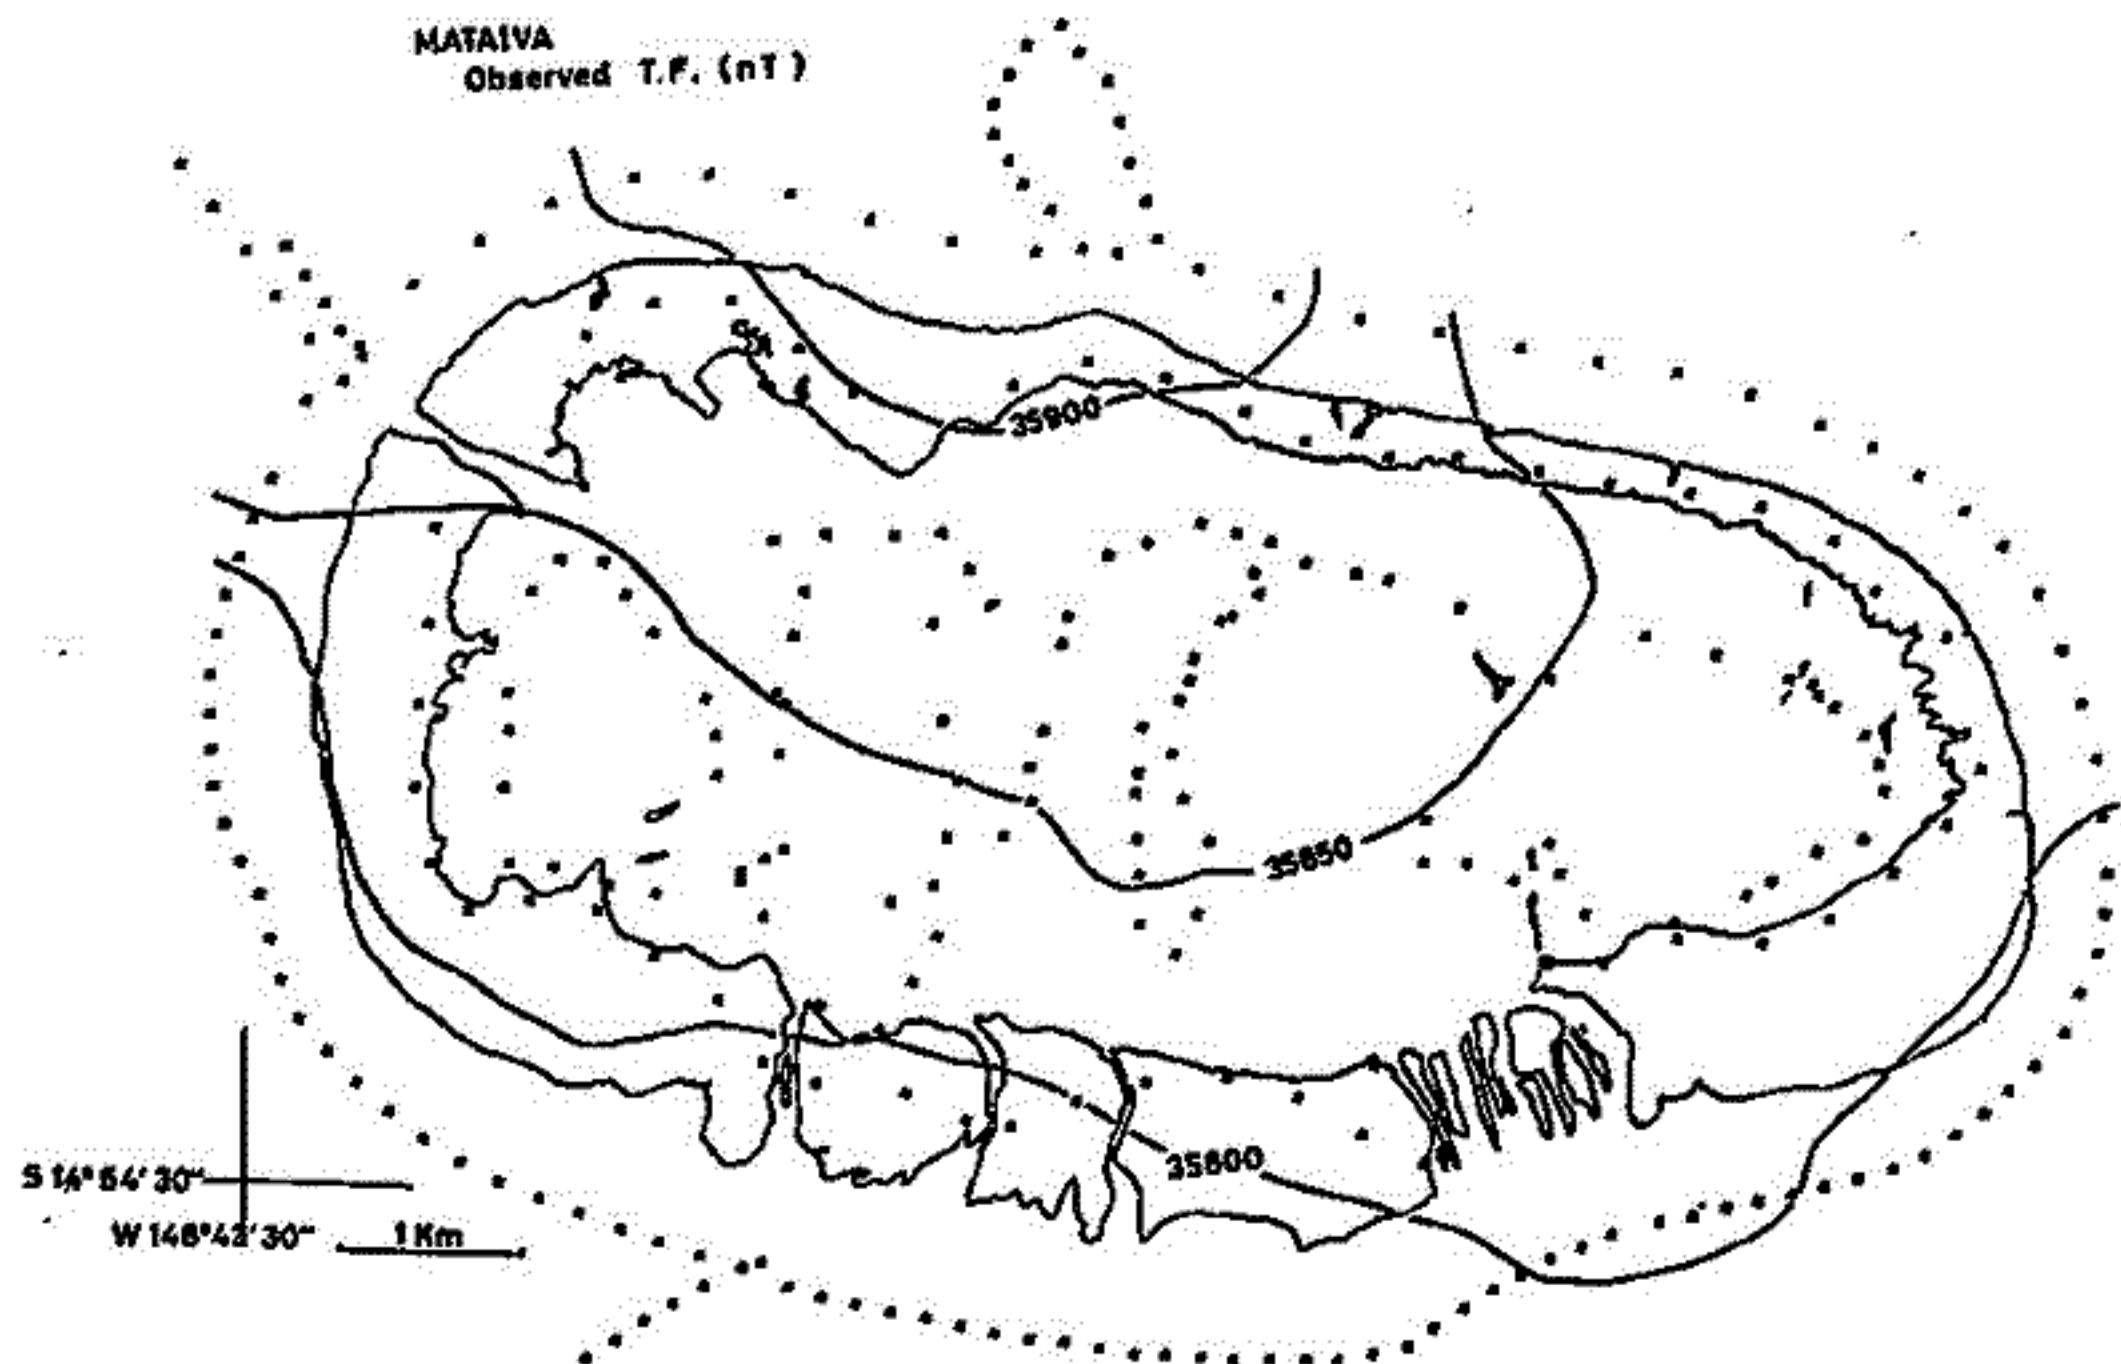 MATAIVA
Observed T.F. (nT)
35900
35850
35800
S 14°54'30"
W 148°42'30"
1 Km